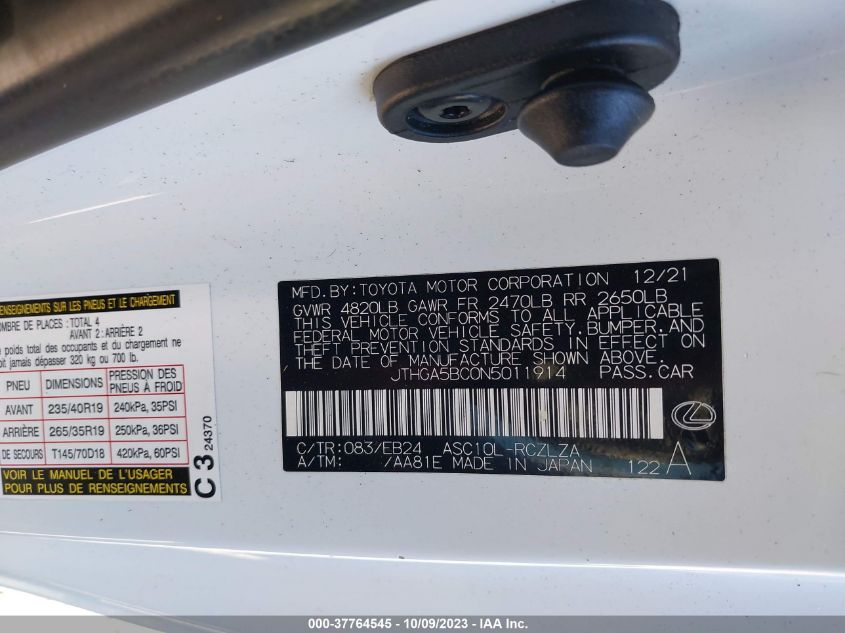 MFD. BY: TOYOTA MOTOR CORPORATION 12/21
GVWR 4820LB GAWR FR 2470LB RR 2650LB
THIS VEHICLE CONFORMS TO ALL APPLICABLE
FEDERAL MOTOR VEHICLE SAFETY, BUMPER, AND
THEFT PREVENTION STANDARDS IN EFFECT ON
THE DATE OF MANUFACTURE SHOWN ABOVE.
JTHGA5BC0N5011914 PASS. CAR
C/TR: 083/EB24 ASC10L-RCZLZA
A/TM: /AA81E MADE IN JAPAN 122 A
RENSEIGNEMENTS SUR LES PNEUS ET LE CHARGEMENT
NOMBRE DE PLACES : TOTAL 4
AVANT 2 : ARRIÈRE 2
poids total des occupants et du chargement ne
doit jamais dépasser 320 kg ou 700 lb.
PNEU DIMENSIONS PRESSION DES PNEUS À FROID
AVANT 235/40R19 240kPa, 35PSI
ARRIÈRE 265/35R19 250kPa, 36PSI
DE SECOURS T145/70D18 420kPa, 60PSI
VOIR LE MANUEL DE L'USAGER
POUR PLUS DE RENSEIGNEMENTS
C3 24370
000-37764545 - 10/09/2023 - IAA Inc.